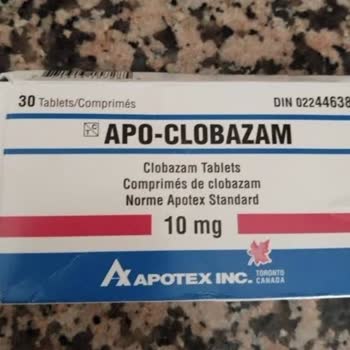 30 Tablets/Comprimés
DIN 02244638
T/C
APO-CLOBAZAM
Clobazam Tablets
Comprimés de clobazam
Norme Apotex Standard
10 mg
APOTEX INC.
TORONTO
CANADA